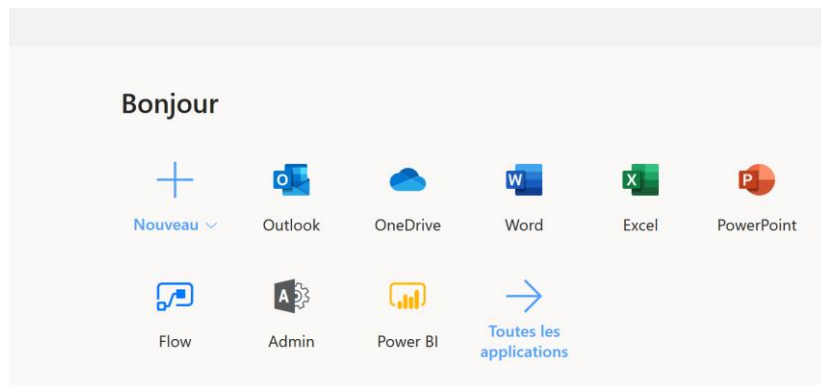 Bonjour
Nouveau
Outlook
OneDrive
Word
Excel
PowerPoint
Flow
Admin
Power BI
Toutes les
applications